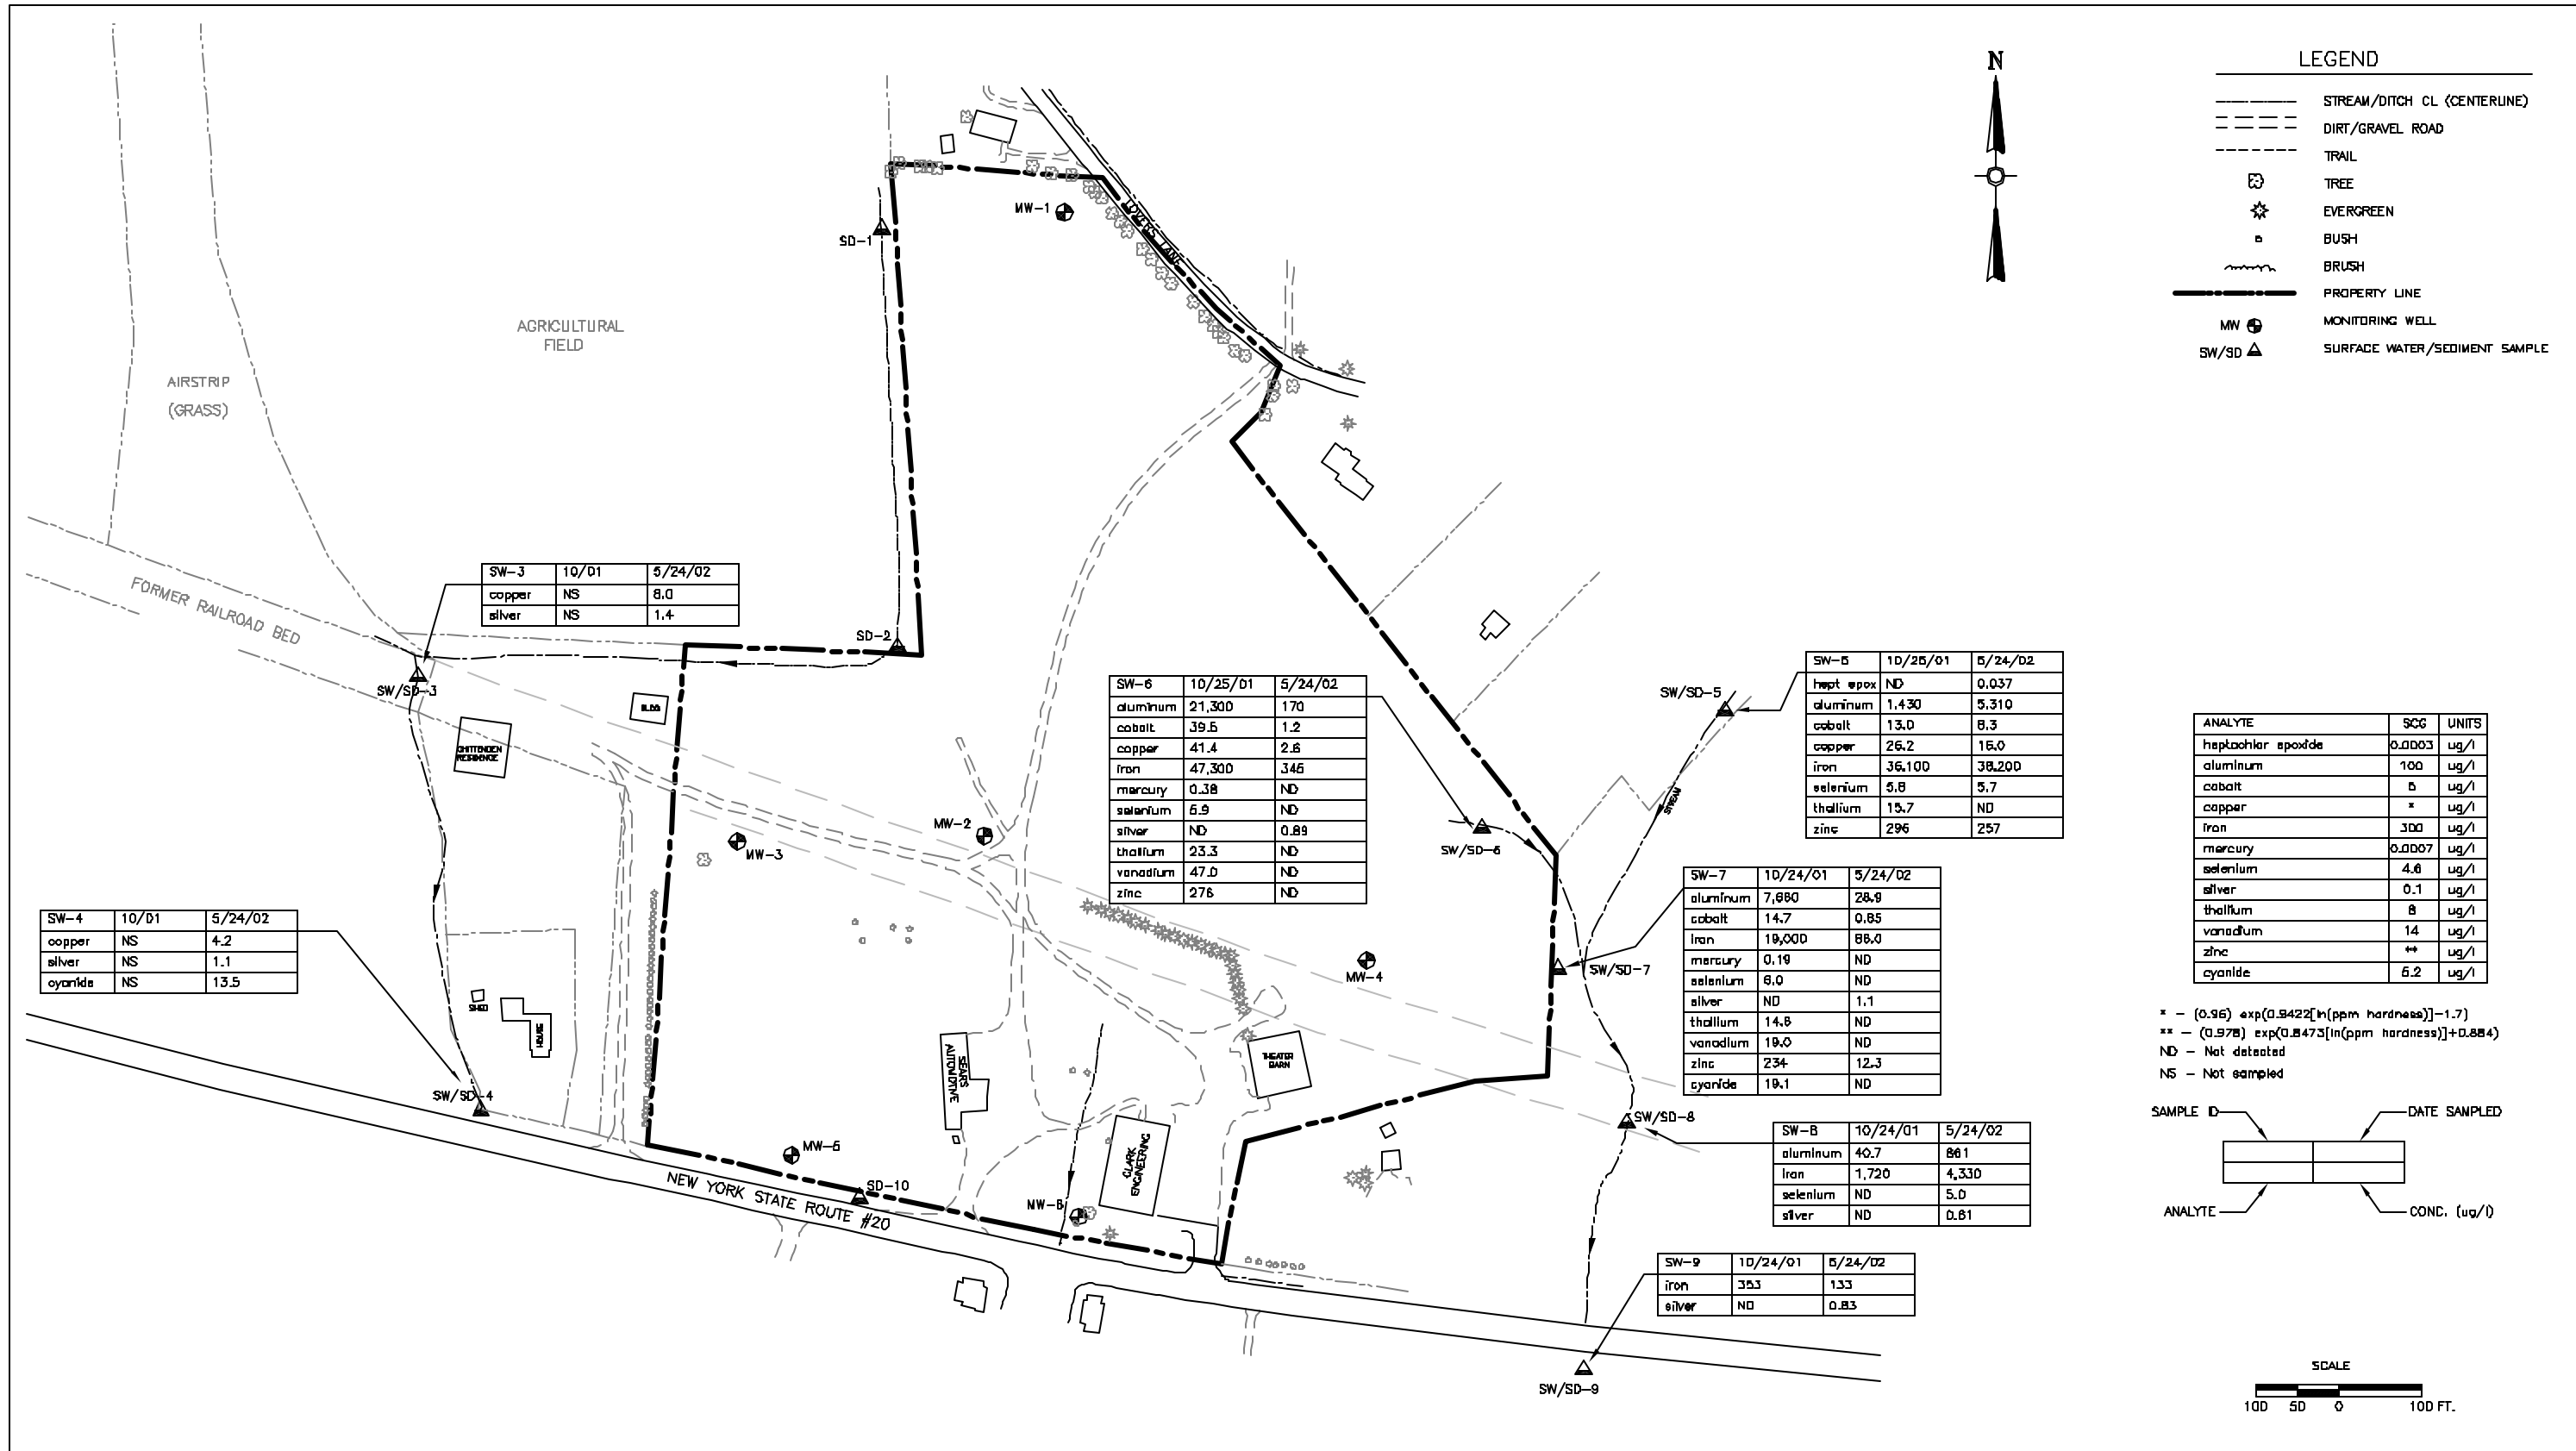 LEGEND
STREAM/DITCH CL (CENTERLINE)
DIRT/GRAVEL ROAD
TRAIL
TREE
EVERGREEN
BUSH
BRUSH
PROPERTY LINE
MW MONITORING WELL
SW/SD SURFACE WATER/SEDIMENT SAMPLE
N
LOVERS LANE
MW-1
SD-1
AGRICULTURAL
FIELD
AIRSTRIP
(GRASS)
FORMER RAILROAD BED
SW-3 10/01 5/24/02
copper NS 8.0
silver NS 1.4
SD-2
SW/SD-3
BLDG
CHITTENDEN
RESIDENCE
MW-2
MW-3
SW-6 10/25/01 5/24/02
aluminum 21,300 170
cobalt 39.5 1.2
copper 41.4 2.6
iron 47,300 345
mercury 0.38 ND
selenium 5.9 ND
silver ND 0.89
thallium 23.3 ND
vanadium 47.0 ND
zinc 276 ND
SW/SD-6
SW/SD-5
STREAM
SW-5 10/25/01 5/24/02
hept epox ND 0.037
aluminum 1,430 5,310
cobalt 13.0 8.3
copper 26.2 16.0
iron 36,100 38,200
selenium 5.8 5.7
thallium 15.7 ND
zinc 296 257
SW-7 10/24/01 5/24/02
aluminum 7,680 28.9
cobalt 14.7 0.85
iron 19,000 88.0
mercury 0.19 ND
selenium 6.0 ND
silver ND 1.1
thallium 14.8 ND
vanadium 19.0 ND
zinc 234 12.3
cyanide 19.1 ND
SW/SD-7
MW-4
SW-4 10/01 5/24/02
copper NS 4.2
silver NS 1.1
cyanide NS 13.5
SHED
HOUSE
SW/SD-4
SEARS
AUTOMOTIVE
THEATER
BARN
CLARK
ENGINEERING
MW-5
SD-10
MW-6
NEW YORK STATE ROUTE #20
SW/SD-8
SW-8 10/24/01 5/24/02
aluminum 40.7 861
iron 1,720 4,330
selenium ND 5.0
silver ND 0.61
SW-9 10/24/01 5/24/02
iron 353 133
silver ND 0.83
SW/SD-9
ANALYTE SCG UNITS
heptachlor epoxide 0.0003 ug/l
aluminum 100 ug/l
cobalt 5 ug/l
copper * ug/l
iron 300 ug/l
mercury 0.0007 ug/l
selenium 4.6 ug/l
silver 0.1 ug/l
thallium 8 ug/l
vanadium 14 ug/l
zinc ** ug/l
cyanide 5.2 ug/l
* - (0.96) exp(0.9422[ln(ppm hardness)]-1.7)
** - (0.978) exp(0.8473[ln(ppm hardness)]+0.884)
ND - Not detected
NS - Not sampled
SAMPLE ID DATE SAMPLED
ANALYTE CONC. (ug/l)
SCALE
100 50 0 100 FT.